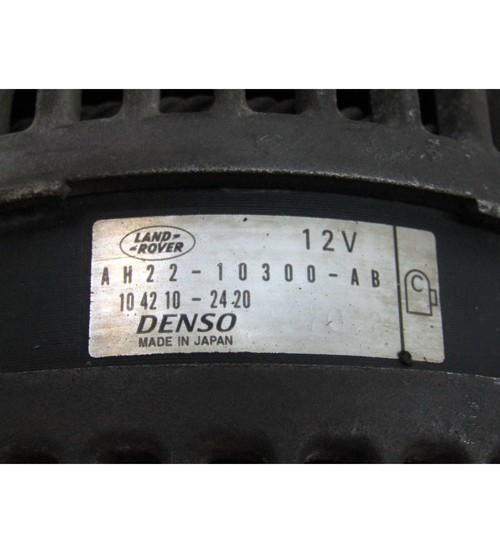 LAND-
-ROVER
12V
AH22-10300-AB
104210-2420
DENSO
MADE IN JAPAN
C